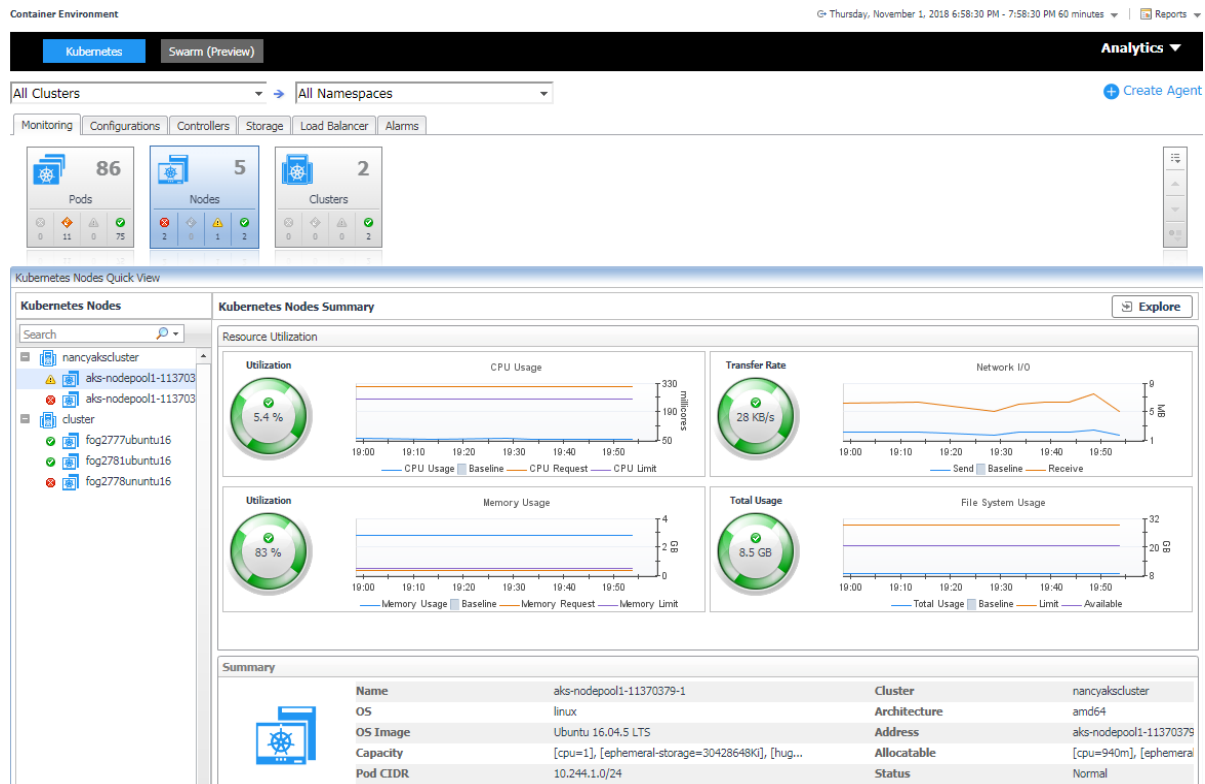 Container Environment
Thursday, November 1, 2018 6:58:30 PM - 7:58:30 PM 60 minutes
Reports
Kubernetes
Swarm (Preview)
Analytics
All Clusters
All Namespaces
Create Agent
Monitoring
Configurations
Controllers
Storage
Load Balancer
Alarms
86
Pods
0 11 0 75
5
Nodes
2 0 1 2
2
Clusters
0 0 0 2
Kubernetes Nodes Quick View
Kubernetes Nodes
Search
nancyakscluster
aks-nodepool1-113703
aks-nodepool1-113703
cluster
fog2777ubuntu16
fog2781ubuntu16
fog2778ununtu16
Kubernetes Nodes Summary
Explore
Resource Utilization
Utilization
5.4 %
CPU Usage
330
190
50
millicores
19:00 19:10 19:20 19:30 19:40 19:50
CPU Usage Baseline CPU Request CPU Limit
Transfer Rate
28 KB/s
Network I/O
9
5
1
MB
19:00 19:10 19:20 19:30 19:40 19:50
Send Baseline Receive
Utilization
83 %
Memory Usage
4
2
0
GB
19:00 19:10 19:20 19:30 19:40 19:50
Memory Usage Baseline Memory Request Memory Limit
Total Usage
8.5 GB
File System Usage
32
20
8
GB
19:00 19:10 19:20 19:30 19:40 19:50
Total Usage Baseline Limit Available
Summary
Name aks-nodepool1-11370379-1 Cluster nancyakscluster
OS linux Architecture amd64
OS Image Ubuntu 16.04.5 LTS Address aks-nodepool1-11370379
Capacity [cpu=1], [ephemeral-storage=30428648Ki], [hug... Allocatable [cpu=940m], [ephemeral
Pod CIDR 10.244.1.0/24 Status Normal